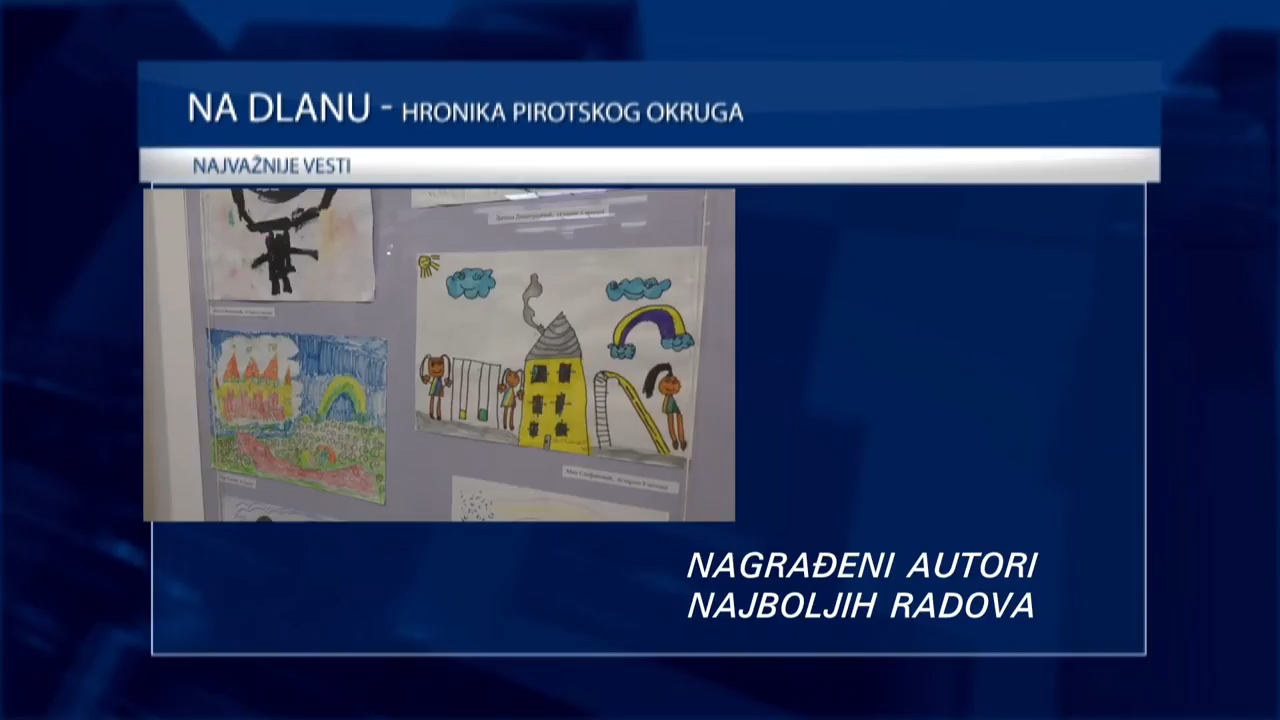 NA DLANU - HRONIKA PIROTSKOG OKRUGA
NAJVAŽNIJE VESTI
NAGRAĐENI AUTORI
NAJBOLJIH RADOVA